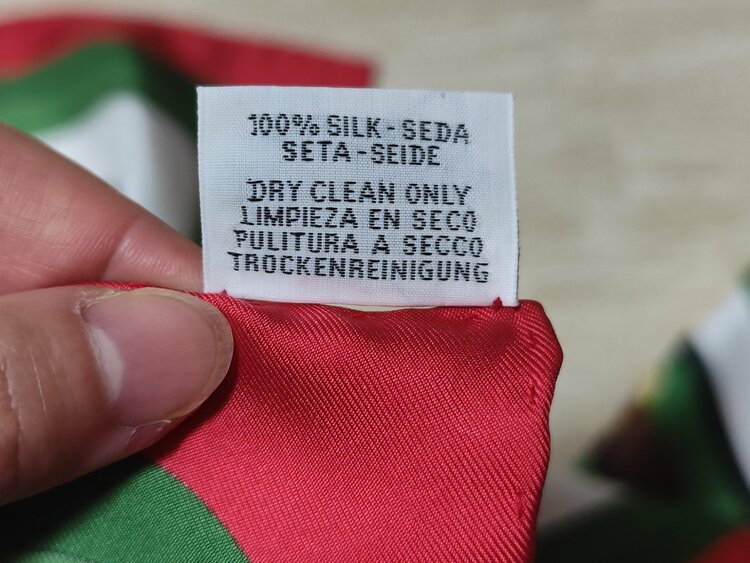 100% SILK-SEDA
SETA-SEIDE
DRY CLEAN ONLY
LIMPIEZA EN SECO
PULITURA A SECCO
TROCKENREINIGUNG